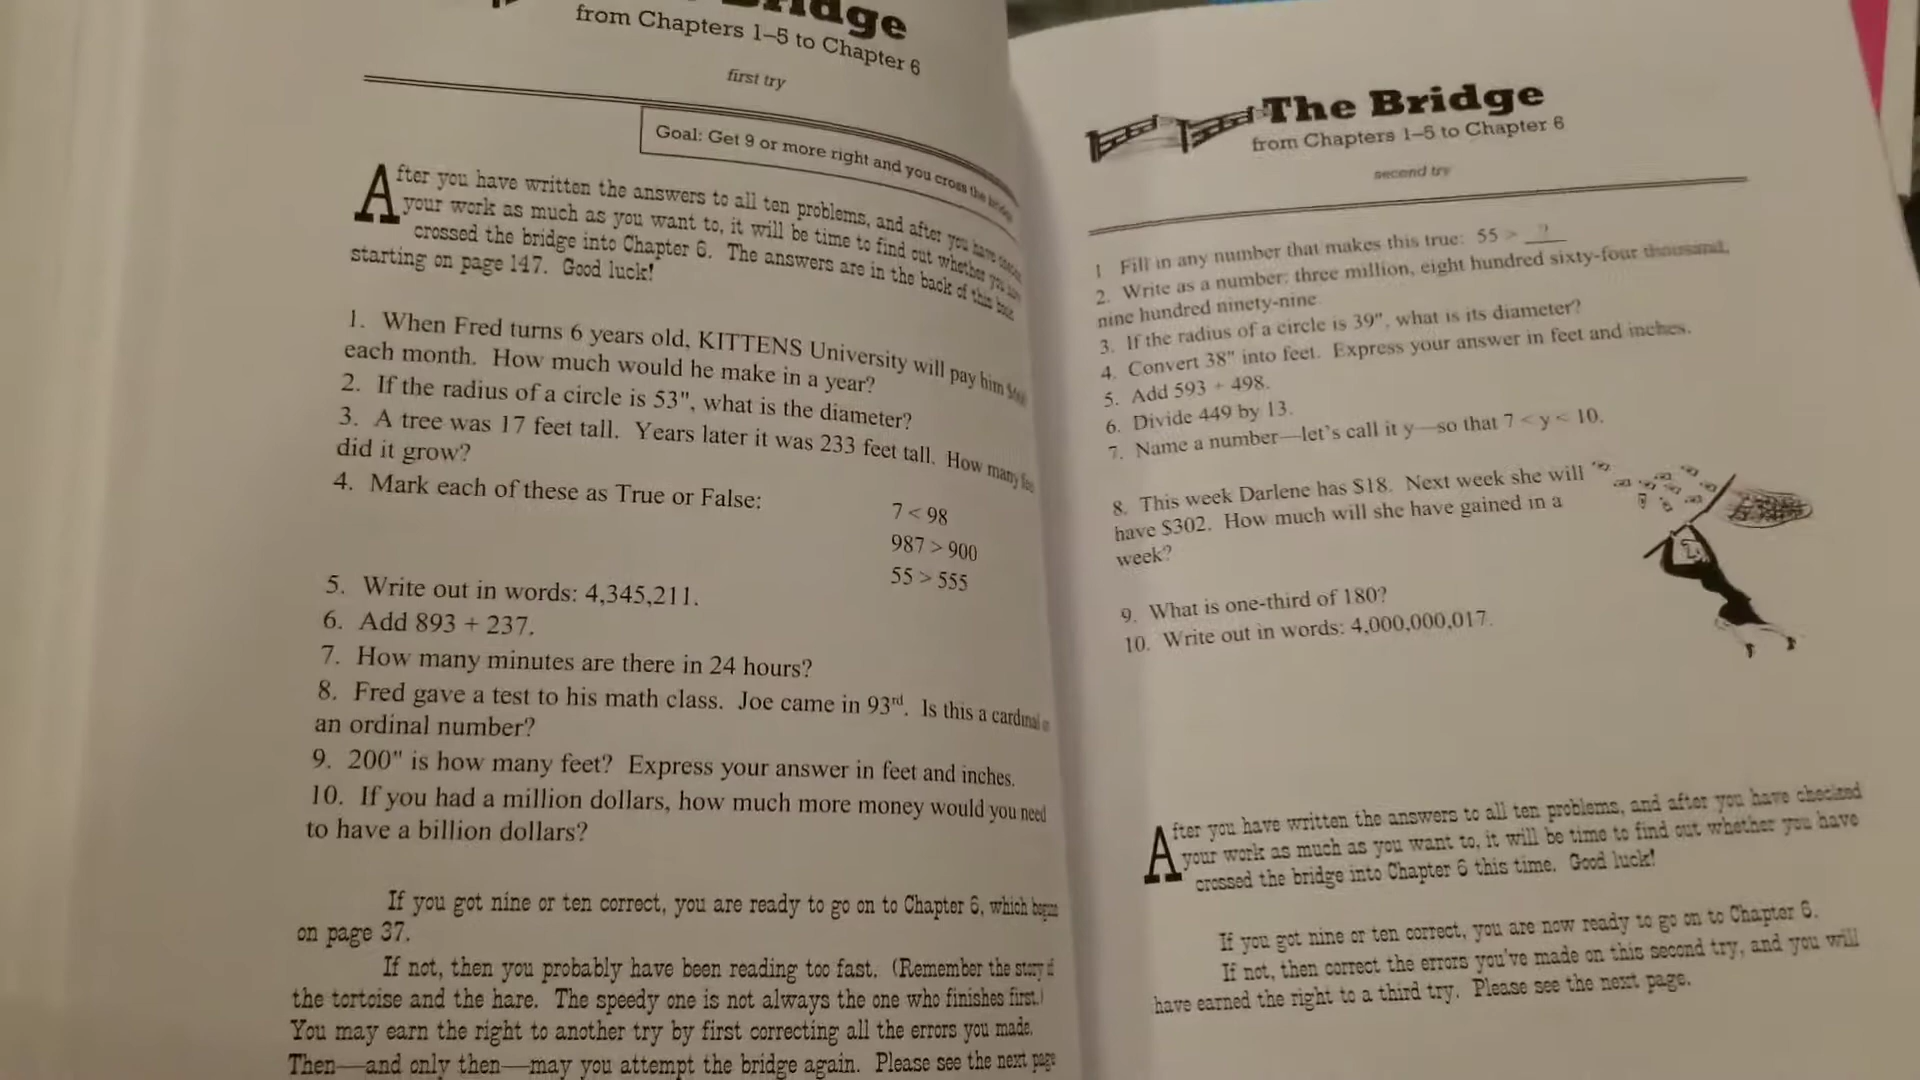 Bridge
from Chapters 1–5 to Chapter 6
first try
Goal: Get 9 or more right and you cross the bridge
After you have written the answers to all ten problems, and after you have checked
your work as much as you want to, it will be time to find out whether you have
crossed the bridge into Chapter 6. The answers are in the back of this book
starting on page 147. Good luck!
1. When Fred turns 6 years old, KITTENS University will pay him
each month. How much would he make in a year?
2. If the radius of a circle is 53", what is the diameter?
3. A tree was 17 feet tall. Years later it was 233 feet tall. How many feet
did it grow?
4. Mark each of these as True or False:
7 < 98
987 > 900
55 > 555
5. Write out in words: 4,345,211.
6. Add 893 + 237.
7. How many minutes are there in 24 hours?
8. Fred gave a test to his math class. Joe came in 93rd. Is this a cardinal or
an ordinal number?
9. 200" is how many feet? Express your answer in feet and inches.
10. If you had a million dollars, how much more money would you need
to have a billion dollars?
If you got nine or ten correct, you are ready to go on to Chapter 6, which begins
on page 37.
If not, then you probably have been reading too fast. (Remember the story of
the tortoise and the hare. The speedy one is not always the one who finishes first.)
You may earn the right to another try by first correcting all the errors you made.
Then—and only then—may you attempt the bridge again. Please see the next page
The Bridge
from Chapters 1–5 to Chapter 6
second try
1 Fill in any number that makes this true: 55 > ?
2. Write as a number: three million, eight hundred sixty-four thousand,
nine hundred ninety-nine
3. If the radius of a circle is 39", what is its diameter?
4. Convert 38" into feet. Express your answer in feet and inches.
5. Add 593 + 498.
6. Divide 449 by 13.
7. Name a number—let's call it y—so that 7 < y < 10.
8. This week Darlene has $18. Next week she will
have $302. How much will she have gained in a
week?
9. What is one-third of 180?
10. Write out in words: 4,000,000,017.
After you have written the answers to all ten problems, and after you have checked
your work as much as you want to, it will be time to find out whether you have
crossed the bridge into Chapter 6 this time. Good luck!
If you got nine or ten correct, you are now ready to go on to Chapter 6.
If not, then correct the errors you've made on this second try, and you will
have earned the right to a third try. Please see the next page.